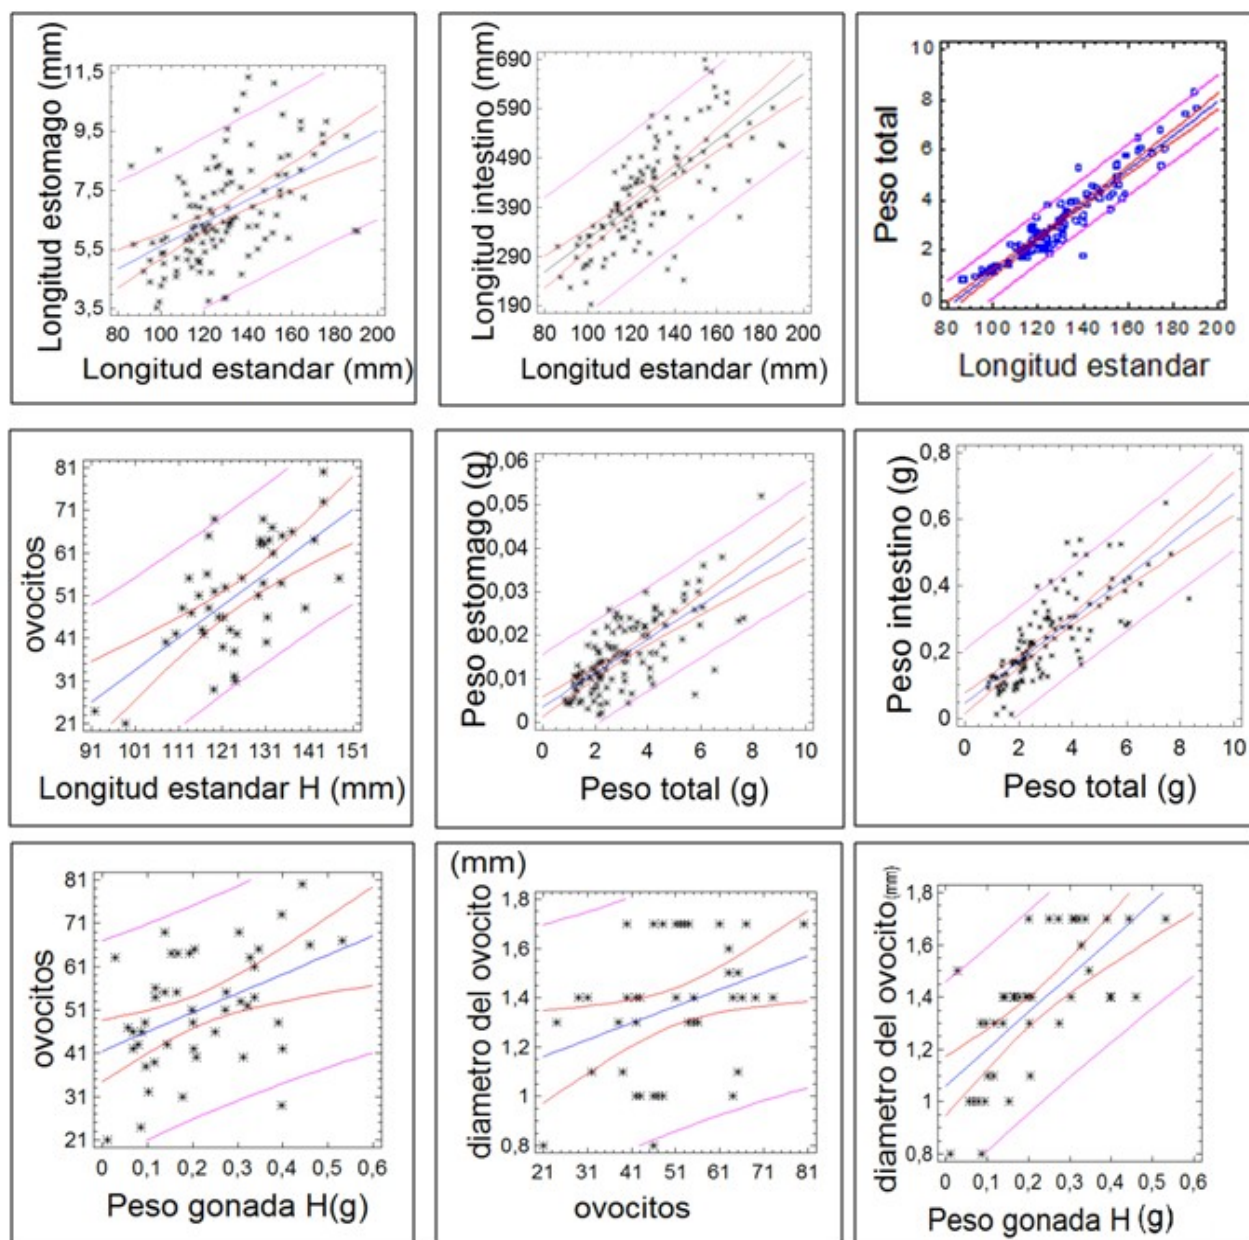 Longitud estomago (mm)
11,5
9,5
7,5
5,5
3,5
80 100 120 140 160 180 200
Longitud estandar (mm)
Longitud intestino (mm)
690
590
490
390
290
190
80 100 120 140 160 180 200
Longitud estandar (mm)
Peso total
10
8
6
4
2
0
80 100 120 140 160 180 200
Longitud estandar
ovocitos
81
71
61
51
41
31
21
91 101 111 121 131 141 151
Longitud estandar H (mm)
Peso estomago (g)
0,06
0,05
0,04
0,03
0,02
0,01
0
0 2 4 6 8 10
Peso total (g)
Peso intestino (g)
0,8
0,6
0,4
0,2
0
0 2 4 6 8 10
Peso total (g)
ovocitos
81
71
61
51
41
31
21
0 0,1 0,2 0,3 0,4 0,5 0,6
Peso gonada H(g)
(mm)
diametro del ovocito
1,8
1,6
1,4
1,2
1
0,8
21 31 41 51 61 71 81
ovocitos
diametro del ovocito(mm)
1,8
1,6
1,4
1,2
1
0,8
0 0,1 0,2 0,3 0,4 0,5 0,6
Peso gonada H (g)